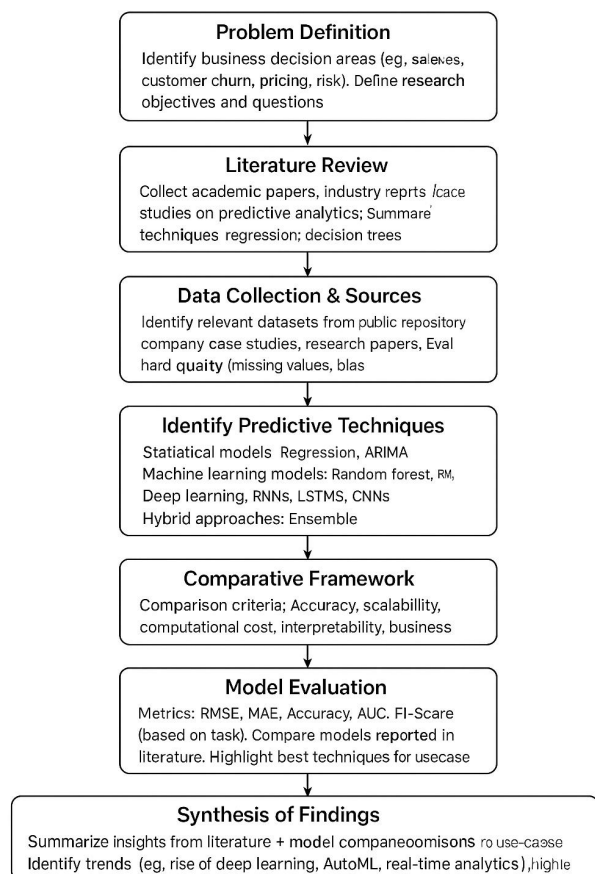 Problem Definition
Identify business decision areas (eg, salenes,
customer churn, pricing, risk). Define research
objectives and questions
Literature Review
Collect academic papers, industry reprts /cace
studies on predictive analytics; Summare'
techniques regression; decision trees
Data Collection & Sources
Identify relevant datasets from public repository
company case studies, research papers, Eval
hard quaity (missing values, blas
Identify Predictive Techniques
Statiatical models Regression, ARIMA
Machine learning models: Random forest, RM,
Deep learning, RNNs, LSTMS, CNNs
Hybrid approaches: Ensemble
Comparative Framework
Comparison criteria; Accuracy, scalabillity,
computational cost, interpretability, business
Model Evaluation
Metrics: RMSE, MAE, Accuracy, AUC. FI-Scare
(based on task). Compare models reported in
literature. Highlight best techniques for usecase
Synthesis of Findings
Summarize insights from literature + model companeoomisons ro use-case
Identify trends (eg, rise of deep learning, AutoML, real-time analytics),highle